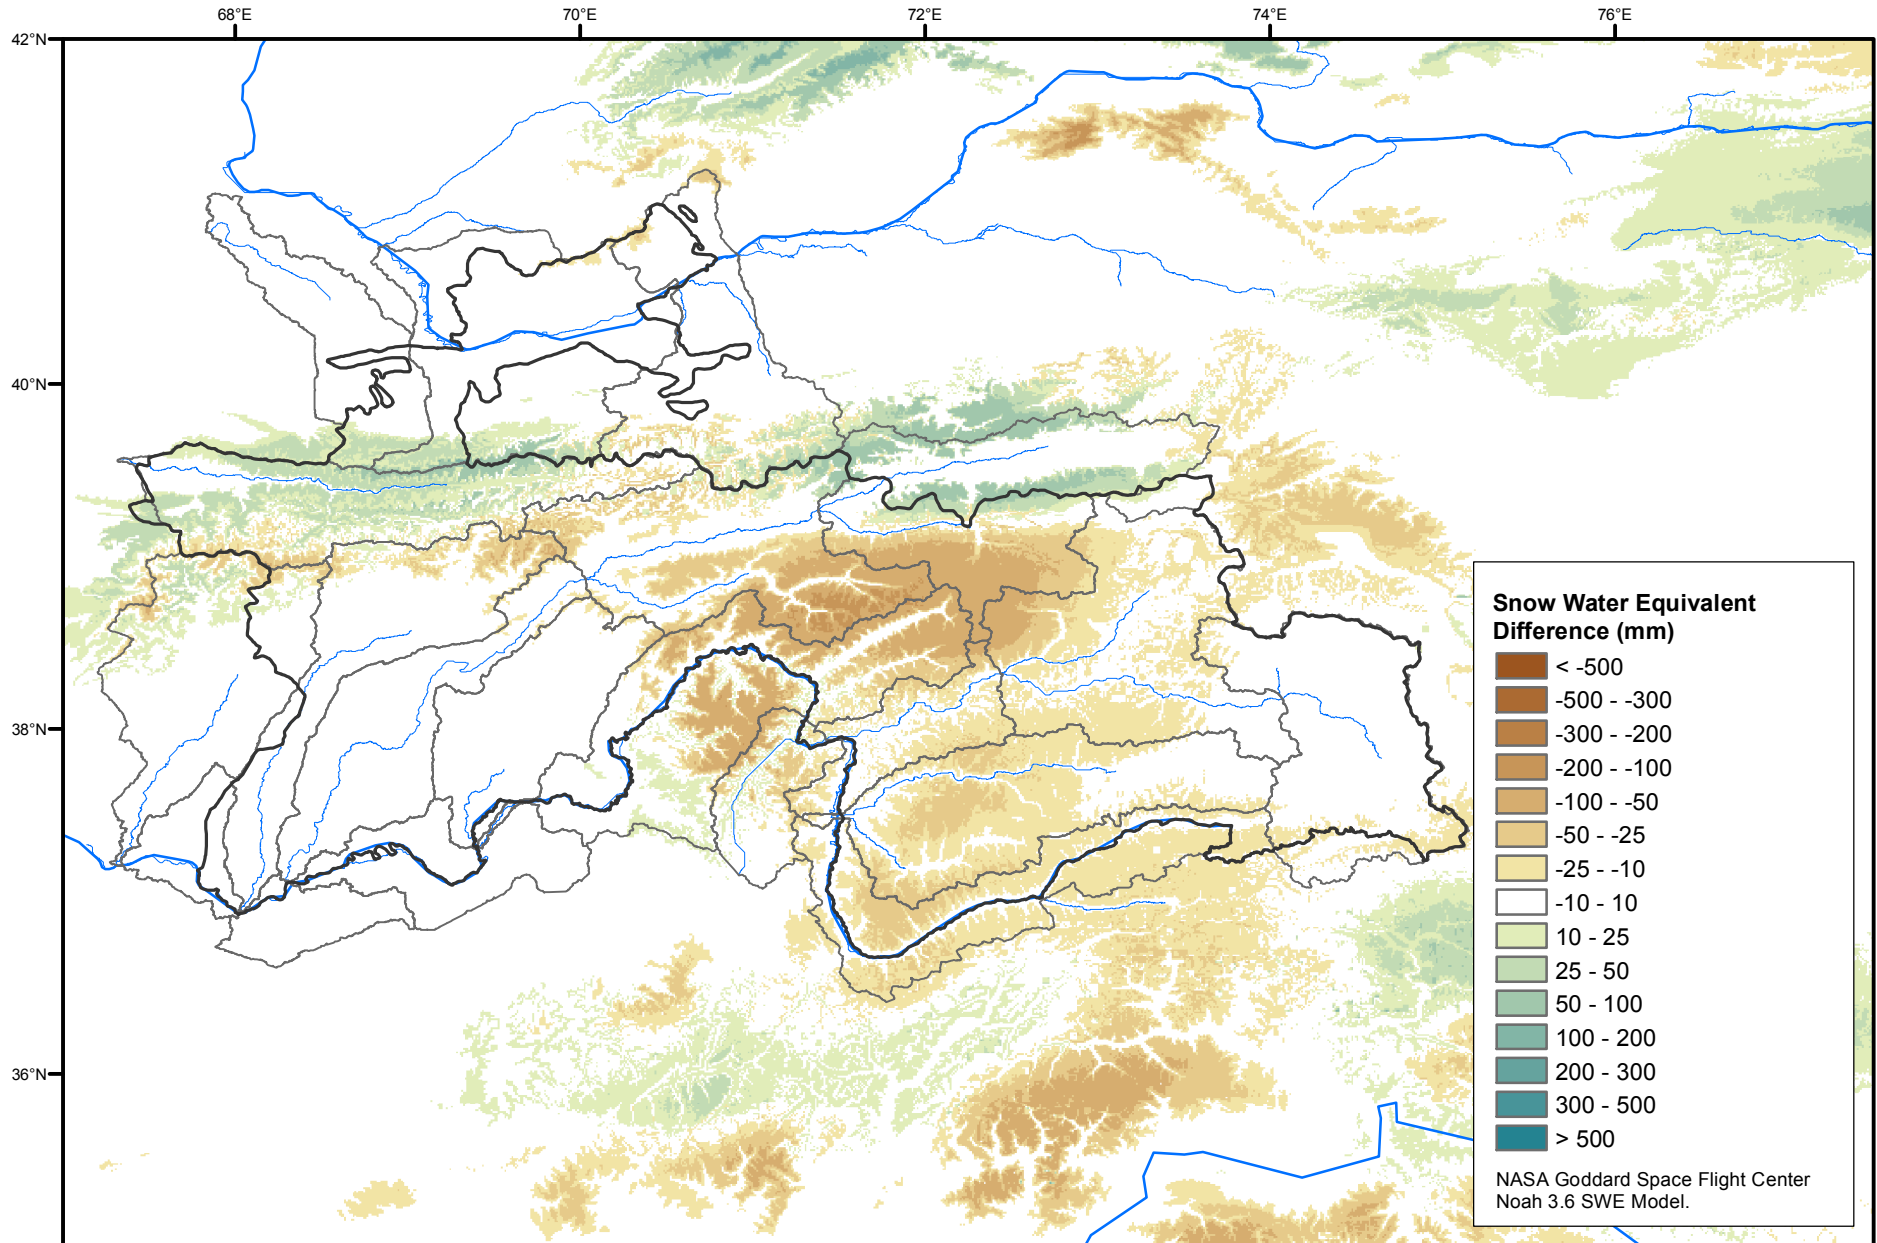 68°E
70°E
72°E
74°E
76°E
42°N
40°N
38°N
36°N
Snow Water Equivalent
Difference (mm)
< -500
-500 - -300
-300 - -200
-200 - -100
-100 - -50
-50 - -25
-25 - -10
-10 - 10
10 - 25
25 - 50
50 - 100
100 - 200
200 - 300
300 - 500
> 500
NASA Goddard Space Flight Center
Noah 3.6 SWE Model.